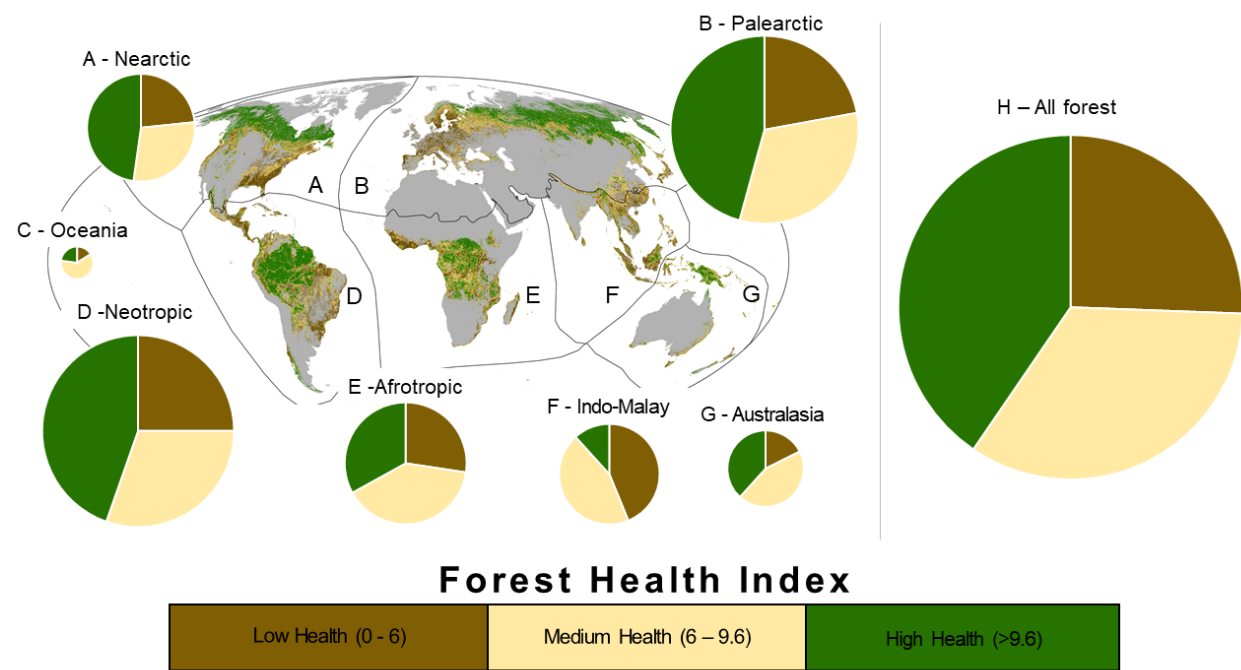 B - Palearctic
A - Nearctic
H – All forest
A
B
C - Oceania
D
E
F
G
D -Neotropic
E -Afrotropic
F - Indo-Malay
G - Australasia
Forest Health Index
Low Health (0 - 6)
Medium Health (6 – 9.6)
High Health (>9.6)